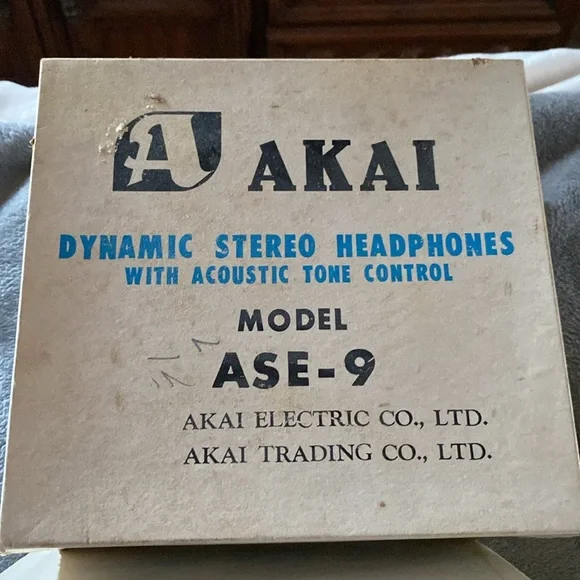 A AKAI
DYNAMIC STEREO HEADPHONES
WITH ACOUSTIC TONE CONTROL
MODEL
ASE-9
AKAI ELECTRIC CO., LTD.
AKAI TRADING CO., LTD.